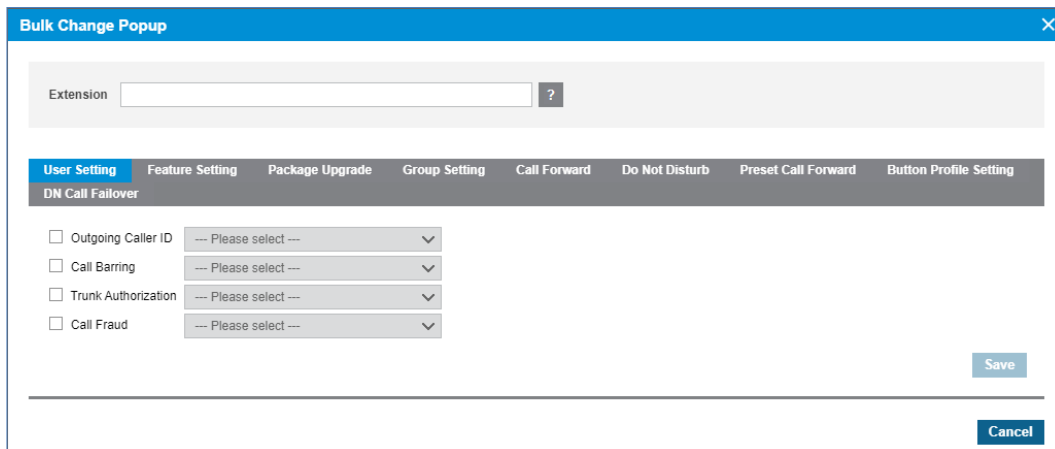 Bulk Change Popup
Extension ?
User Setting Feature Setting Package Upgrade Group Setting Call Forward Do Not Disturb Preset Call Forward Button Profile Setting
DN Call Failover
Outgoing Caller ID --- Please select ---
Call Barring --- Please select ---
Trunk Authorization --- Please select ---
Call Fraud --- Please select ---
Save
Cancel